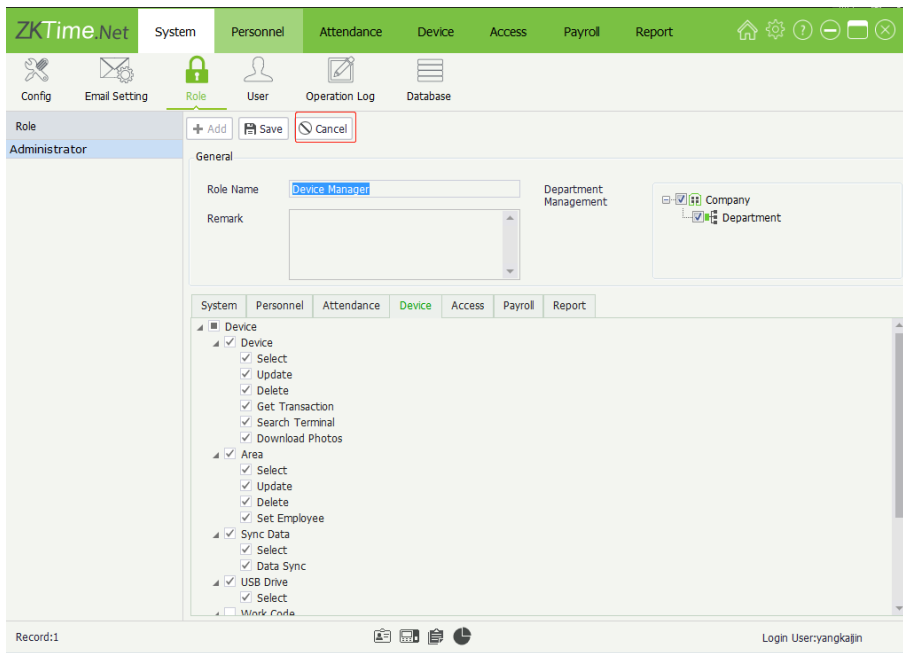 ZKTime.Net System Personnel Attendance Device Access Payroll Report
Config Email Setting Role User Operation Log Database
Role
Administrator
Add Save Cancel
General
Role Name Device Manager Department Management
Remark
Company
Department
System Personnel Attendance Device Access Payroll Report
Device
Device
Select
Update
Delete
Get Transaction
Search Terminal
Download Photos
Area
Select
Update
Delete
Set Employee
Sync Data
Select
Data Sync
USB Drive
Select
Work Code
Record:1 Login User:yangkaijin